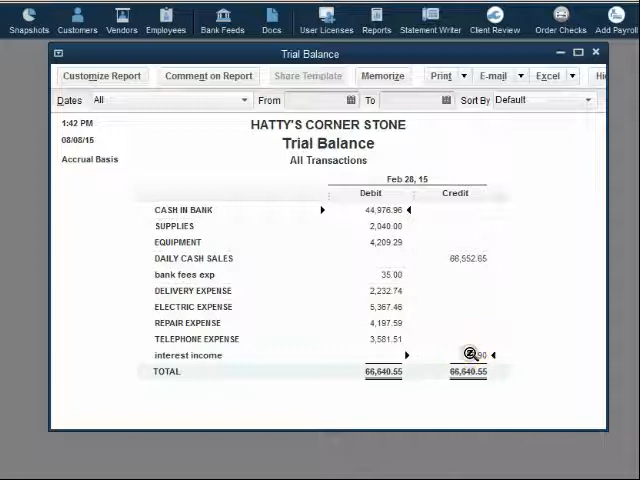 Snapshots Customers Vendors Employees Bank Feeds Docs User Licenses Reports Statement Writer Client Review Order Checks Add Payroll
Trial Balance
Customize Report Comment on Report Share Template Memorize Print E-mail Excel
Dates All From To Sort By Default
1:42 PM
08/08/15
Accrual Basis
HATTY'S CORNER STONE
Trial Balance
All Transactions
Feb 28, 15
Debit Credit
CASH IN BANK 44,976.96
SUPPLIES 2,040.00
EQUIPMENT 4,209.29
DAILY CASH SALES 66,552.65
bank fees exp 35.00
DELIVERY EXPENSE 2,232.74
ELECTRIC EXPENSE 5,367.46
REPAIR EXPENSE 4,197.59
TELEPHONE EXPENSE 3,581.51
interest income
TOTAL 66,640.55 66,640.55